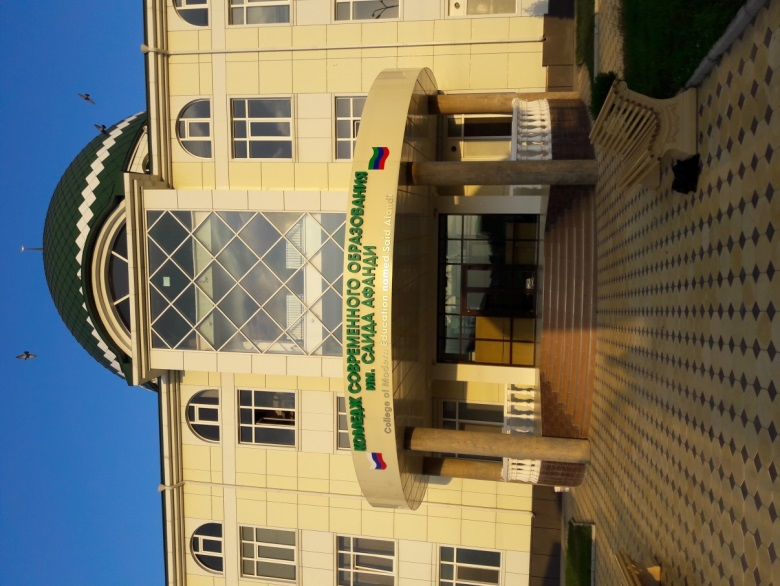 КОЛЛЕДЖ СОВРЕМЕННОГО ОБРАЗОВАНИЯ
ИМ. САИДА АФАНДИ
College of Modern Education named Said Afandi